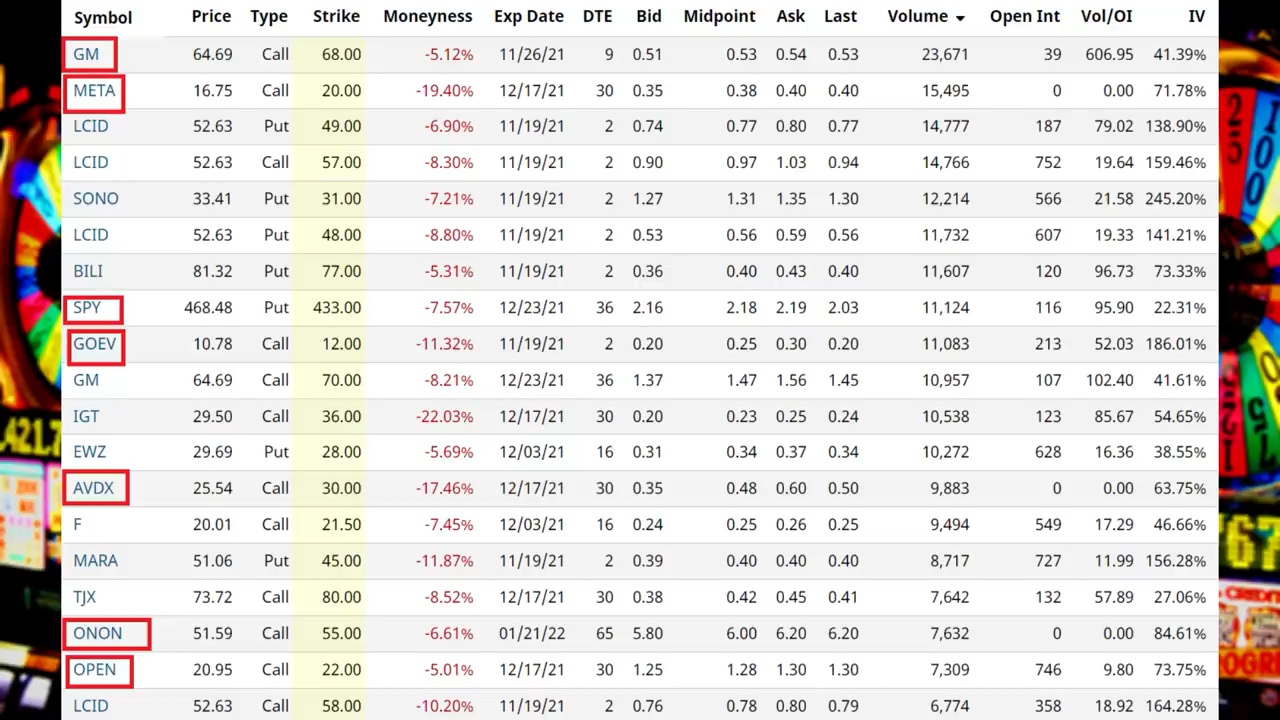 Symbol Price Type Strike Moneyness Exp Date DTE Bid Midpoint Ask Last Volume Open Int Vol/OI IV
GM 64.69 Call 68.00 -5.12% 11/26/21 9 0.51 0.53 0.54 0.53 23,671 39 606.95 41.39%
META 16.75 Call 20.00 -19.40% 12/17/21 30 0.35 0.38 0.40 0.40 15,495 0 0.00 71.78%
LCID 52.63 Put 49.00 -6.90% 11/19/21 2 0.74 0.77 0.80 0.77 14,777 187 79.02 138.90%
LCID 52.63 Call 57.00 -8.30% 11/19/21 2 0.90 0.97 1.03 0.94 14,766 752 19.64 159.46%
SONO 33.41 Put 31.00 -7.21% 11/19/21 2 1.27 1.31 1.35 1.30 12,214 566 21.58 245.20%
LCID 52.63 Put 48.00 -8.80% 11/19/21 2 0.53 0.56 0.59 0.56 11,732 607 19.33 141.21%
BILI 81.32 Put 77.00 -5.31% 11/19/21 2 0.36 0.40 0.43 0.40 11,607 120 96.73 73.33%
SPY 468.48 Put 433.00 -7.57% 12/23/21 36 2.16 2.18 2.19 2.03 11,124 116 95.90 22.31%
GOEV 10.78 Call 12.00 -11.32% 11/19/21 2 0.20 0.25 0.30 0.20 11,083 213 52.03 186.01%
GM 64.69 Call 70.00 -8.21% 12/23/21 36 1.37 1.47 1.56 1.45 10,957 107 102.40 41.61%
IGT 29.50 Call 36.00 -22.03% 12/17/21 30 0.20 0.23 0.25 0.24 10,538 123 85.67 54.65%
EWZ 29.69 Put 28.00 -5.69% 12/03/21 16 0.31 0.34 0.37 0.34 10,272 628 16.36 38.55%
AVDX 25.54 Call 30.00 -17.46% 12/17/21 30 0.35 0.48 0.60 0.50 9,883 0 0.00 63.75%
F 20.01 Call 21.50 -7.45% 12/03/21 16 0.24 0.25 0.26 0.25 9,494 549 17.29 46.66%
MARA 51.06 Put 45.00 -11.87% 11/19/21 2 0.39 0.40 0.40 0.40 8,717 727 11.99 156.28%
TJX 73.72 Call 80.00 -8.52% 12/17/21 30 0.38 0.42 0.45 0.41 7,642 132 57.89 27.06%
ONON 51.59 Call 55.00 -6.61% 01/21/22 65 5.80 6.00 6.20 6.20 7,632 0 0.00 84.61%
OPEN 20.95 Call 22.00 -5.01% 12/17/21 30 1.25 1.28 1.30 1.30 7,309 746 9.80 73.75%
LCID 52.63 Call 58.00 -10.20% 11/19/21 2 0.76 0.78 0.80 0.79 6,774 358 18.92 164.28%